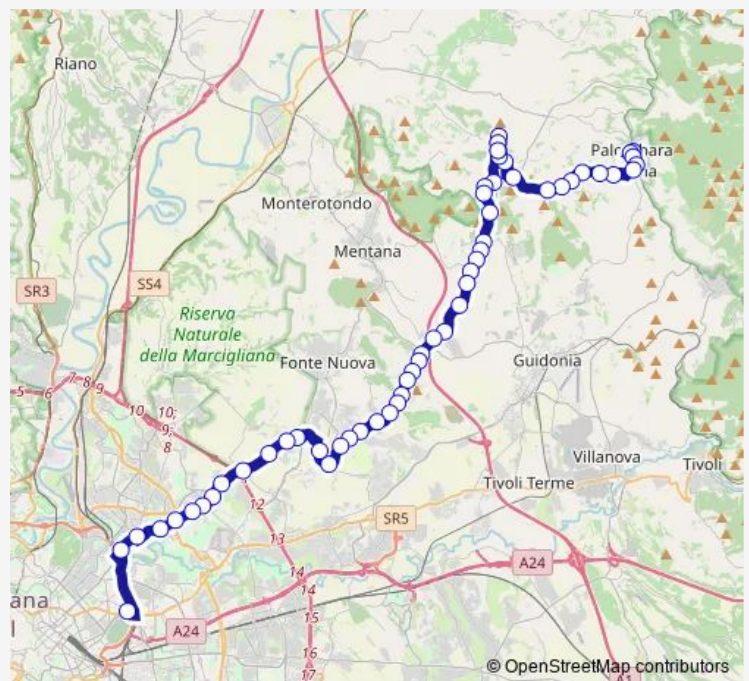 Riano
Palombara
Monterotondo
Mentana
SR3
SS4
Riserva
Naturale
della Marcigliana
Fonte Nuova
Guidonia
5 6 7 8 9
10
10;
9;
8
Villanova
Tivoli
Tivoli Terme
12
SR5
13
14
A24
14
15
ana
A24
16
17
A1
© OpenStreetMap contributors